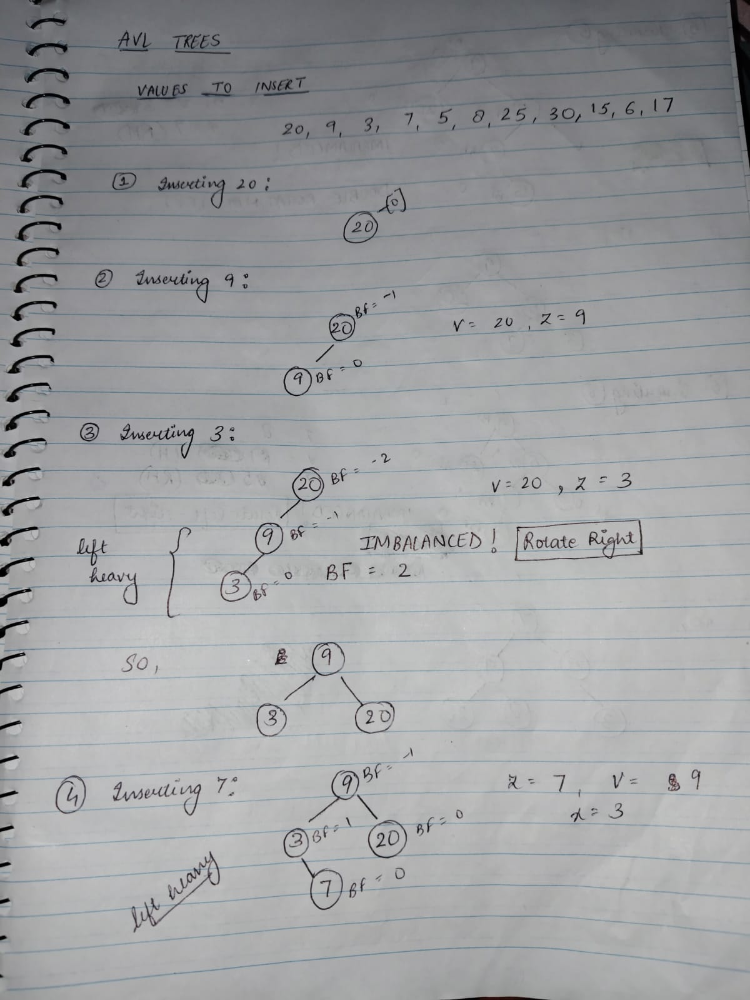 AVL TREES
VALUES TO INSERT
20, 9, 3, 7, 5, 8, 25, 30, 15, 6, 17
① Inserting 20:
[0]
20
② Inserting 9:
20 BF = -1
V = 20, Z = 9
9 BF = 0
③ Inserting 3:
20 BF = -2
V = 20, Z = 3
9 BF = -1
left heavy
IMBALANCED! Rotate Right
3 BF = 0
BF = 2
SO,
9
3 20
④ Inserting 7:
9 BF = -1
Z = 7, V = 9
x = 3
3 BF = 1
20 BF = 0
7 BF = 0
left heavy